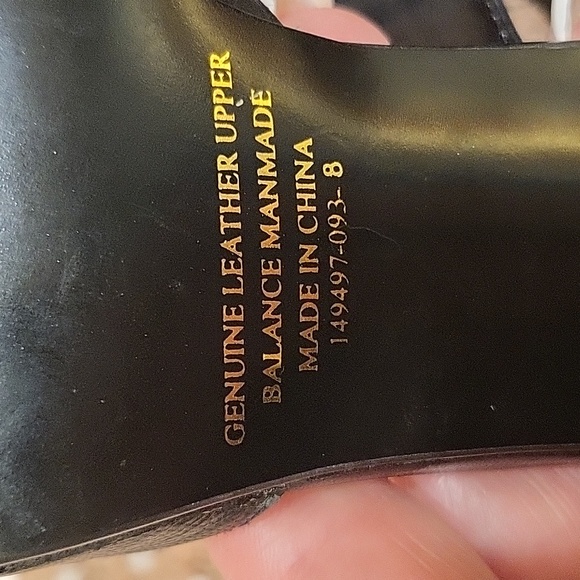 GENUINE LEATHER UPPER
BALANCE MANMADE
MADE IN CHINA
149497-093- 8